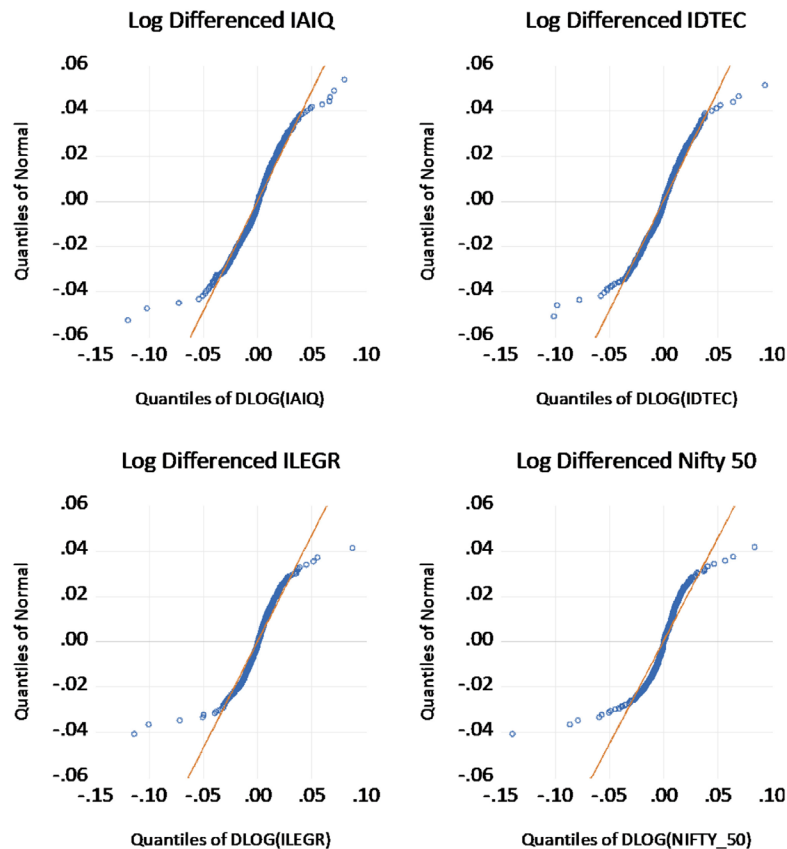 Log Differenced IAIQ
.06
.04
.02
.00
-.02
-.04
-.06
Quantiles of Normal
-.15 -.10 -.05 .00 .05 .10
Quantiles of DLOG(IAIQ)
Log Differenced IDTEC
.06
.04
.02
.00
-.02
-.04
-.06
Quantiles of Normal
-.15 -.10 -.05 .00 .05 .10
Quantiles of DLOG(IDTEC)
Log Differenced ILEGR
.06
.04
.02
.00
-.02
-.04
-.06
Quantiles of Normal
-.15 -.10 -.05 .00 .05 .10
Quantiles of DLOG(ILEGR)
Log Differenced Nifty 50
.06
.04
.02
.00
-.02
-.04
-.06
Quantiles of Normal
-.15 -.10 -.05 .00 .05 .10
Quantiles of DLOG(NIFTY_50)